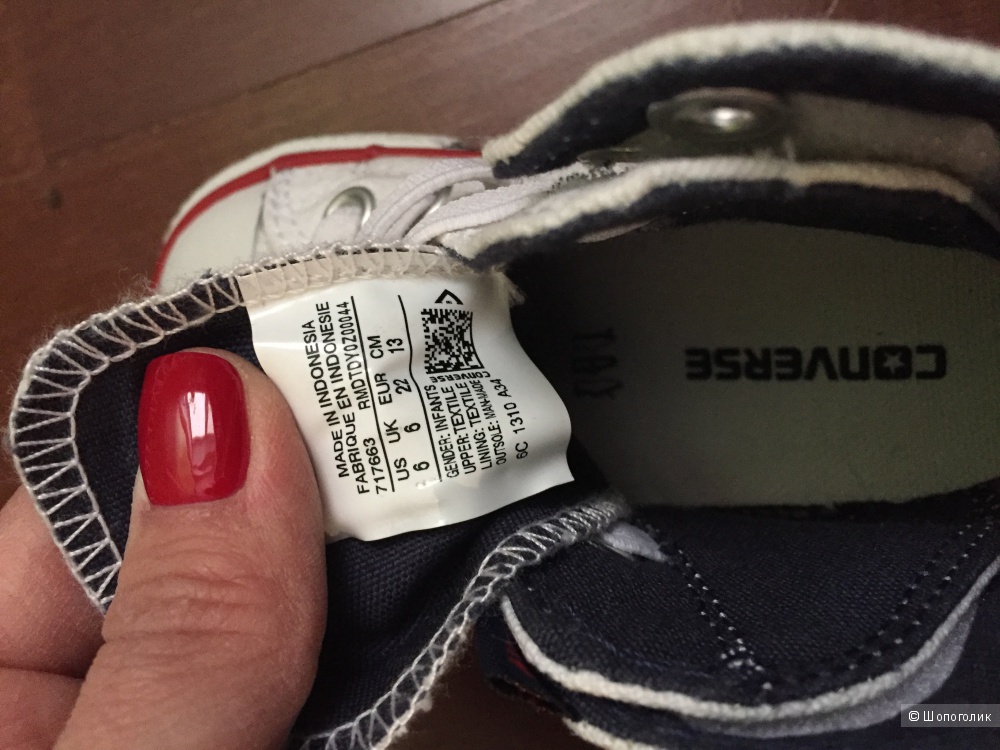 MADE IN INDONESIA
FABRIQUE EN INDONESIE
717663 RMDTDY0Z00044
US UK EUR CM
6 6 22 13
GENDER: INFANTS
UPPER: TEXTILE
LINING: TEXTILE
OUTSOLE: MAN-MADE
6C 1310 A34
CONVERSE
CONVERSE
© Шопоголик